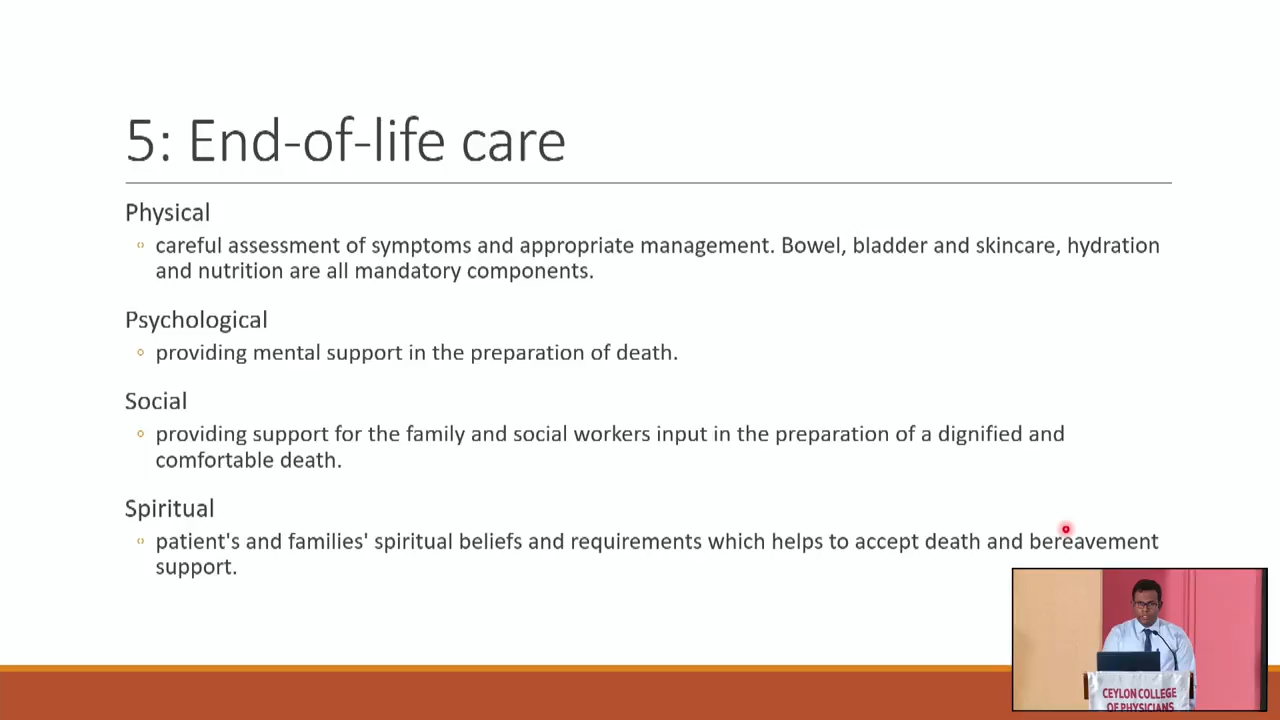 5: End-of-life care
Physical
careful assessment of symptoms and appropriate management. Bowel, bladder and skincare, hydration
and nutrition are all mandatory components.
Psychological
providing mental support in the preparation of death.
Social
providing support for the family and social workers input in the preparation of a dignified and
comfortable death.
Spiritual
patient's and families' spiritual beliefs and requirements which helps to accept death and bereavement
support.
CEYLON COLLEGE
OF PHYSICIANS